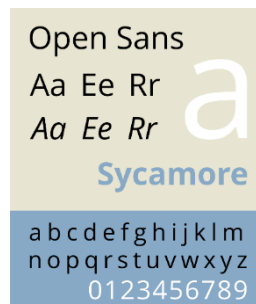 Open Sans
Aa Ee Rr
a
Aa Ee Rr
Sycamore
abcdefghijklm
nopqrstuvwxyz
0123456789